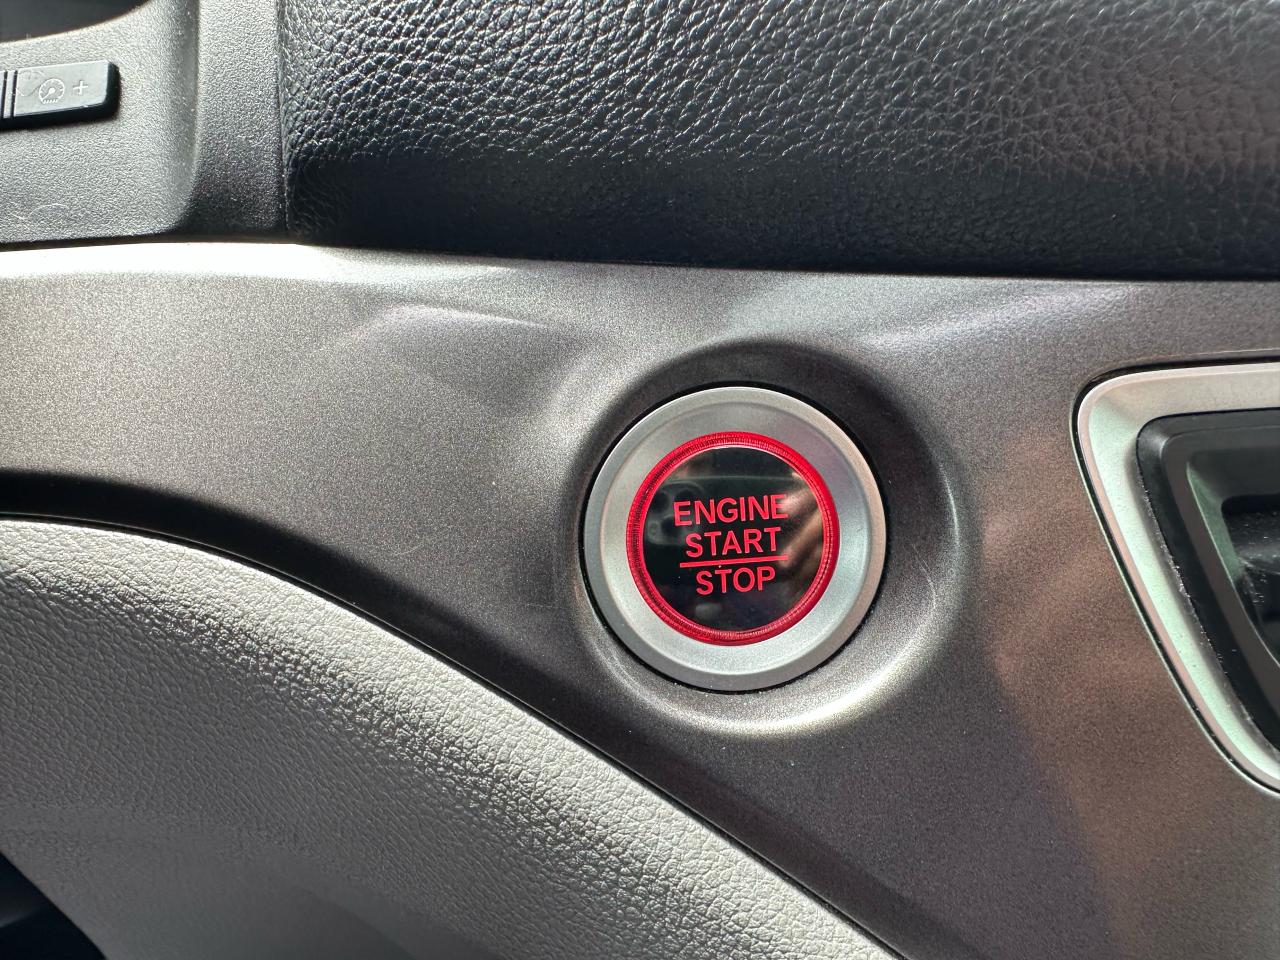 +
ENGINE
START
STOP